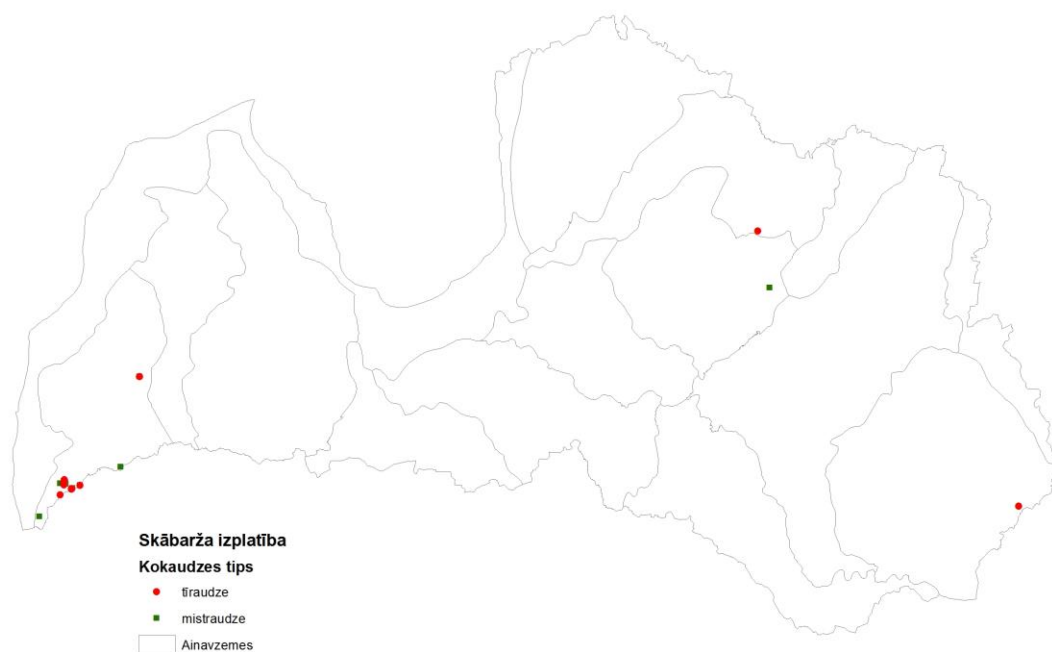 Skābarža izplatība
Kokaudzes tips
tīraudze
mistraudze
Ainavzemes